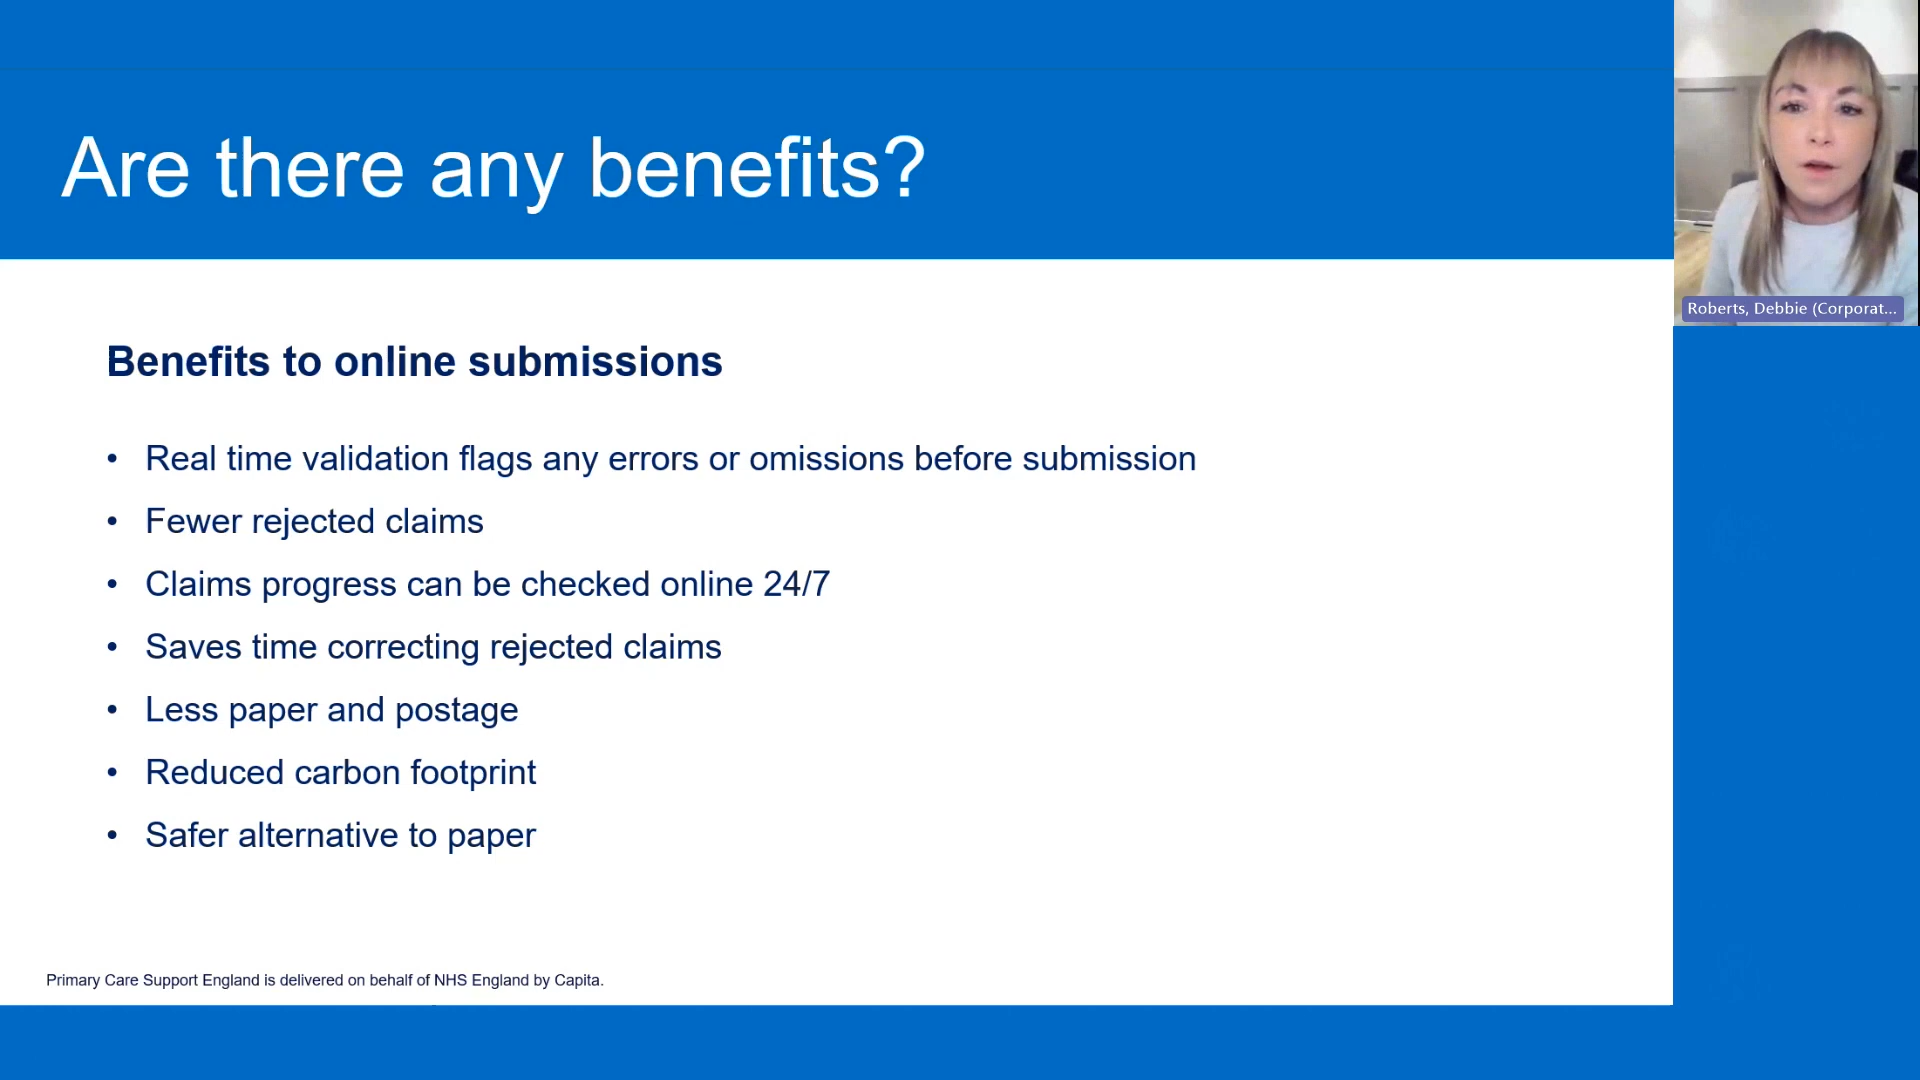 Are there any benefits?
Roberts, Debbie (Corporat...
Benefits to online submissions
• Real time validation flags any errors or omissions before submission
• Fewer rejected claims
• Claims progress can be checked online 24/7
• Saves time correcting rejected claims
• Less paper and postage
• Reduced carbon footprint
• Safer alternative to paper
Primary Care Support England is delivered on behalf of NHS England by Capita.